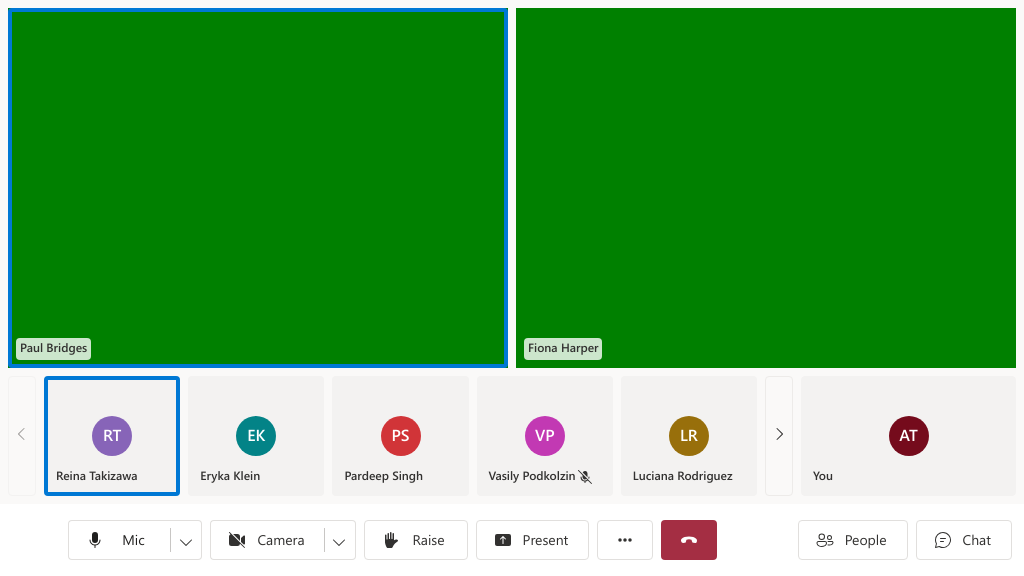 Paul Bridges
Fiona Harper
RT
EK
PS
VP
LR
AT
Reina Takizawa
Eryka Klein
Pardeep Singh
Vasily Podkolzin
Luciana Rodriguez
You
Mic
Camera
Raise
Present
People
Chat